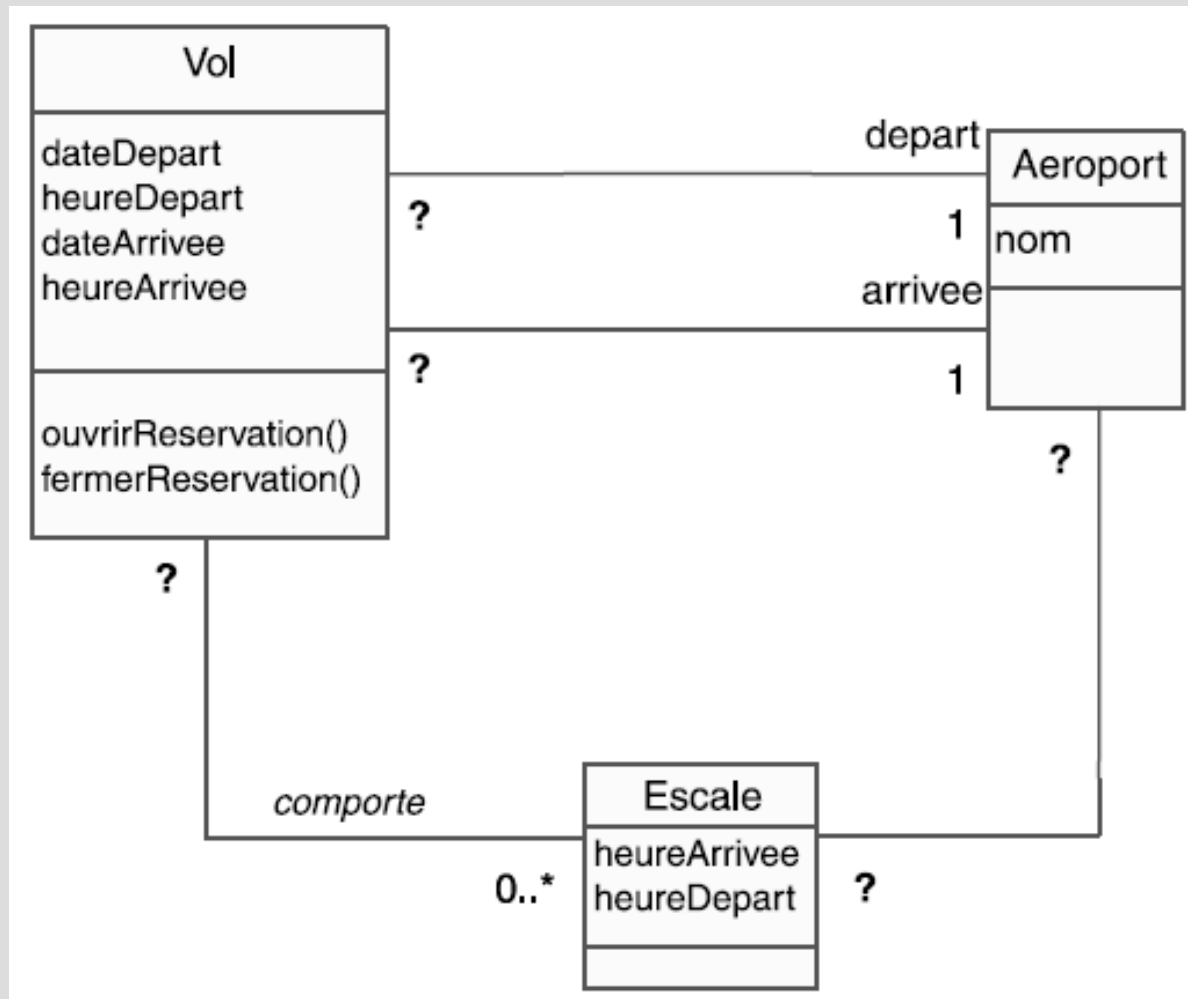 Vol
dateDepart
heureDepart
dateArrivee
heureArrivee
ouvrirReservation()
fermerReservation()
depart
?
1
arrivee
?
1
Aeroport
nom
?
?
comporte
0..*
Escale
heureArrivee
heureDepart
?